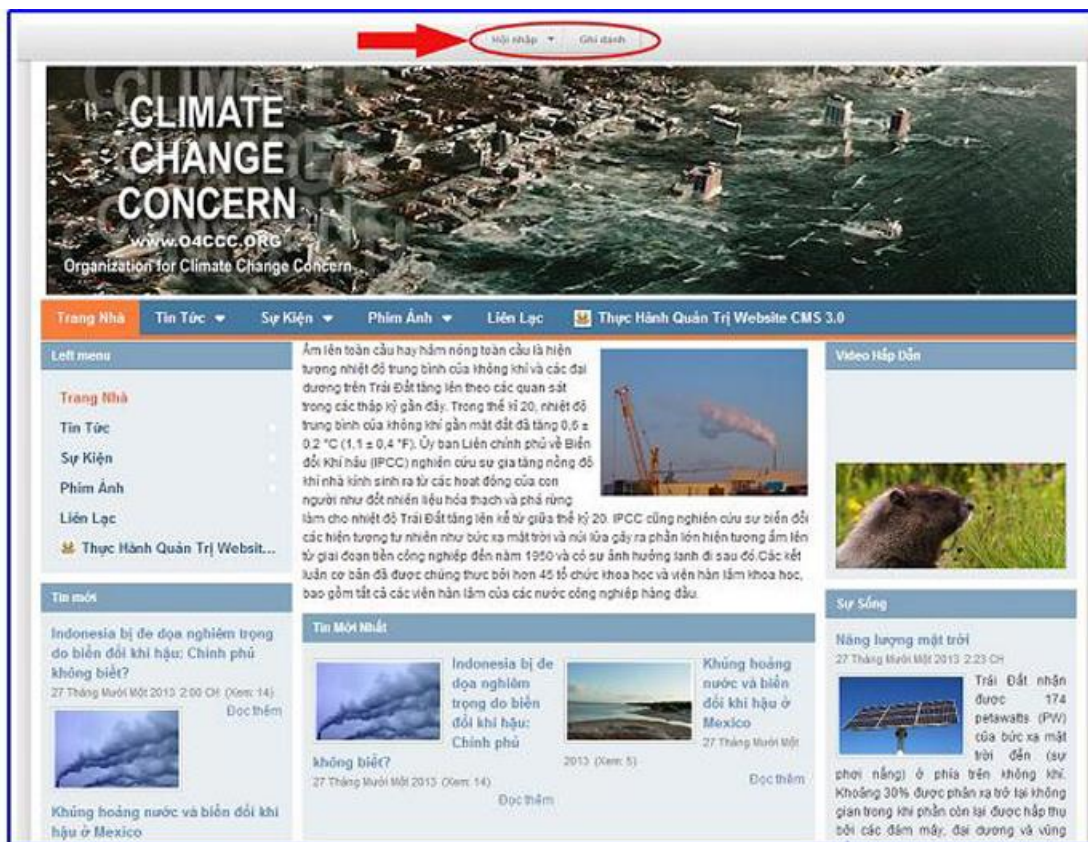 Hội nhập
Ghi danh
CLIMATE
CHANGE
CONCERN
www.O4CCC.ORG
Organization for Climate Change Concern
Trang Nhà
Tin Tức
Sự Kiện
Phim Ảnh
Liên Lạc
Thực Hành Quản Trị Website CMS 3.0
Left menu
Trang Nhà
Tin Tức
Sự Kiện
Phim Ảnh
Liên Lạc
Thực Hành Quản Trị Websit...
Tin mới
Indonesia bị đe dọa nghiêm trọng
do biến đổi khí hậu: Chính phủ
không biết?
27 Tháng Mười Một 2013 2:00 CH (Xem: 14)
Đọc thêm
Khủng hoảng nước và biến đổi khí
hậu ở Mexico
Ấm lên toàn cầu hay hâm nóng toàn cầu là hiện
tượng nhiệt độ trung bình của không khí và các đại
dương trên Trái Đất tăng lên theo các quan sát
trong các thập kỷ gần đây. Trong thế kỉ 20, nhiệt độ
trung bình của không khí gần mặt đất đã tăng 0,6 ±
0,2 °C (1,1 ± 0,4 °F). Ủy ban Liên chính phủ về Biến
đổi Khí hậu (IPCC) nghiên cứu sự gia tăng nồng độ
khí nhà kính sinh ra từ các hoạt động của con
người như đốt nhiên liệu hóa thạch và phá rừng
làm cho nhiệt độ Trái Đất tăng lên kể từ giữa thế kỷ 20. IPCC cũng nghiên cứu sự biến đổi
các hiện tượng tự nhiên như bức xạ mặt trời và núi lửa gây ra phần lớn hiện tượng ấm lên
từ giai đoạn tiền công nghiệp đến năm 1950 và có sự ảnh hưởng lạnh đi sau đó.Các kết
luận cơ bản đã được chứng thực bởi hơn 45 tổ chức khoa học và viện hàn lâm khoa học,
bao gồm tất cả các viện hàn lâm của các nước công nghiệp hàng đầu.
Tin Mới Nhất
Indonesia bị đe
dọa nghiêm
trọng do biến
đổi khí hậu:
Chính phủ
không biết?
27 Tháng Mười Một 2013 (Xem: 14)
Đọc thêm
Khủng hoảng
nước và biến
đổi khí hậu ở
Mexico
27 Tháng Mười Một
2013 (Xem: 5)
Đọc thêm
Video Hấp Dẫn
Sự Sống
Năng lượng mặt trời
27 Tháng Mười Một 2013 2:23 CH
Trái Đất nhận
được 174
petawatts (PW)
của bức xạ mặt
trời đến (sự
phơi nắng) ở phía trên không khí.
Khoảng 30% được phản xạ trở lại không
gian trong khi phần còn lại được hấp thụ
bởi các đám mây, đại dương và vùng